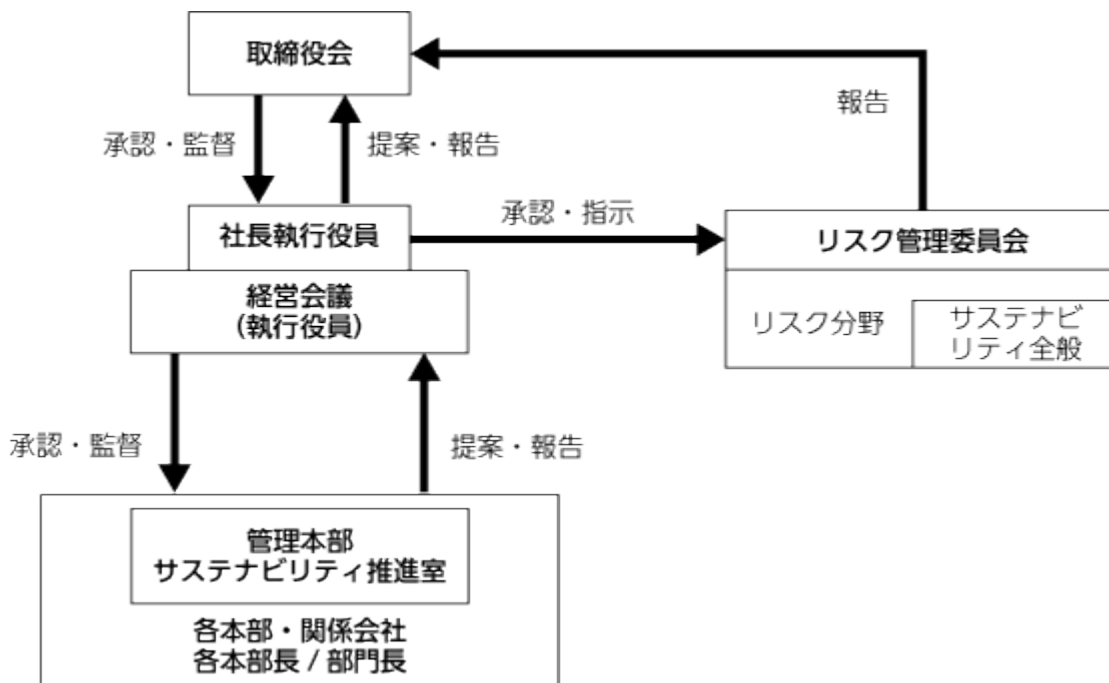 取締役会
報告
承認・監督
提案・報告
社長執行役員
承認・指示
リスク管理委員会
経営会議
(執行役員)
リスク分野
サステナビ
リティ全般
承認・監督
提案・報告
管理本部
サステナビリティ推進室
各本部・関係会社
各本部長 / 部門長